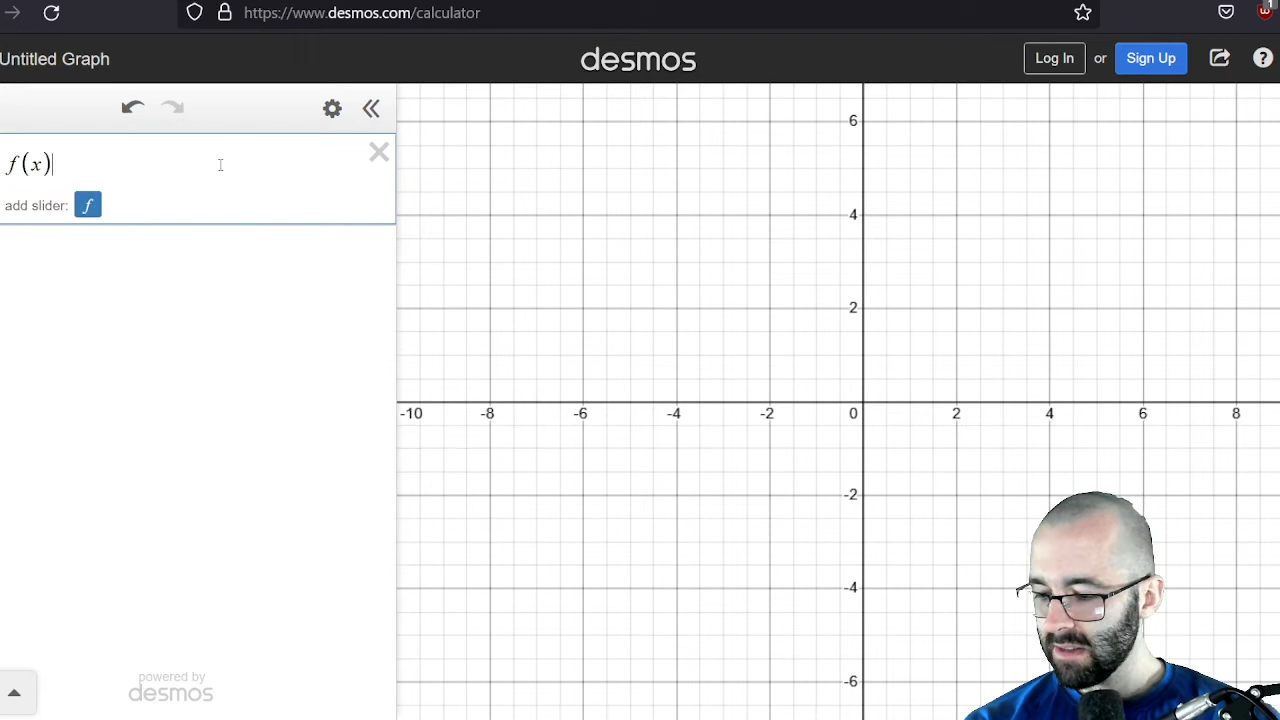 https://www.desmos.com/calculator
1
Untitled Graph
desmos
Log In or Sign Up
?
f(x)
add slider: f
6
4
2
-10 -8 -6 -4 -2 0 2 4 6 8
-2
-4
-6
powered by
desmos